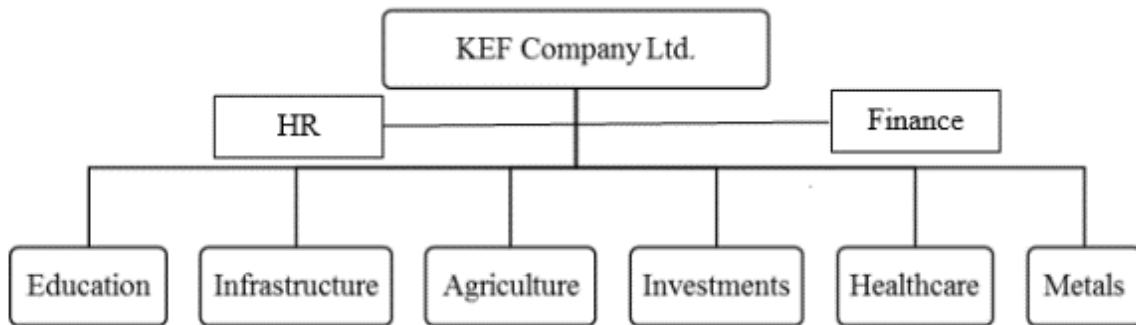 KEF Company Ltd.
HR
Finance
Education
Infrastructure
Agriculture
Investments
Healthcare
Metals